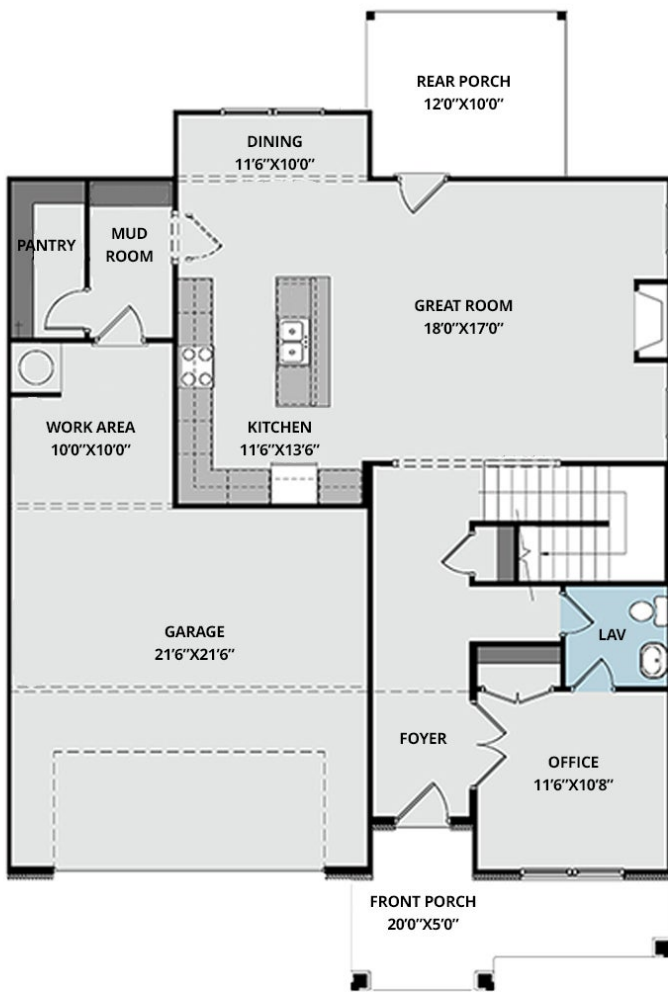 REAR PORCH
12'0"X10'0"
DINING
11'6"X10'0"
PANTRY
MUD
ROOM
GREAT ROOM
18'0"X17'0"
WORK AREA
10'0"X10'0"
KITCHEN
11'6"X13'6"
GARAGE
21'6"X21'6"
LAV
FOYER
OFFICE
11'6"X10'8"
FRONT PORCH
20'0"X5'0"